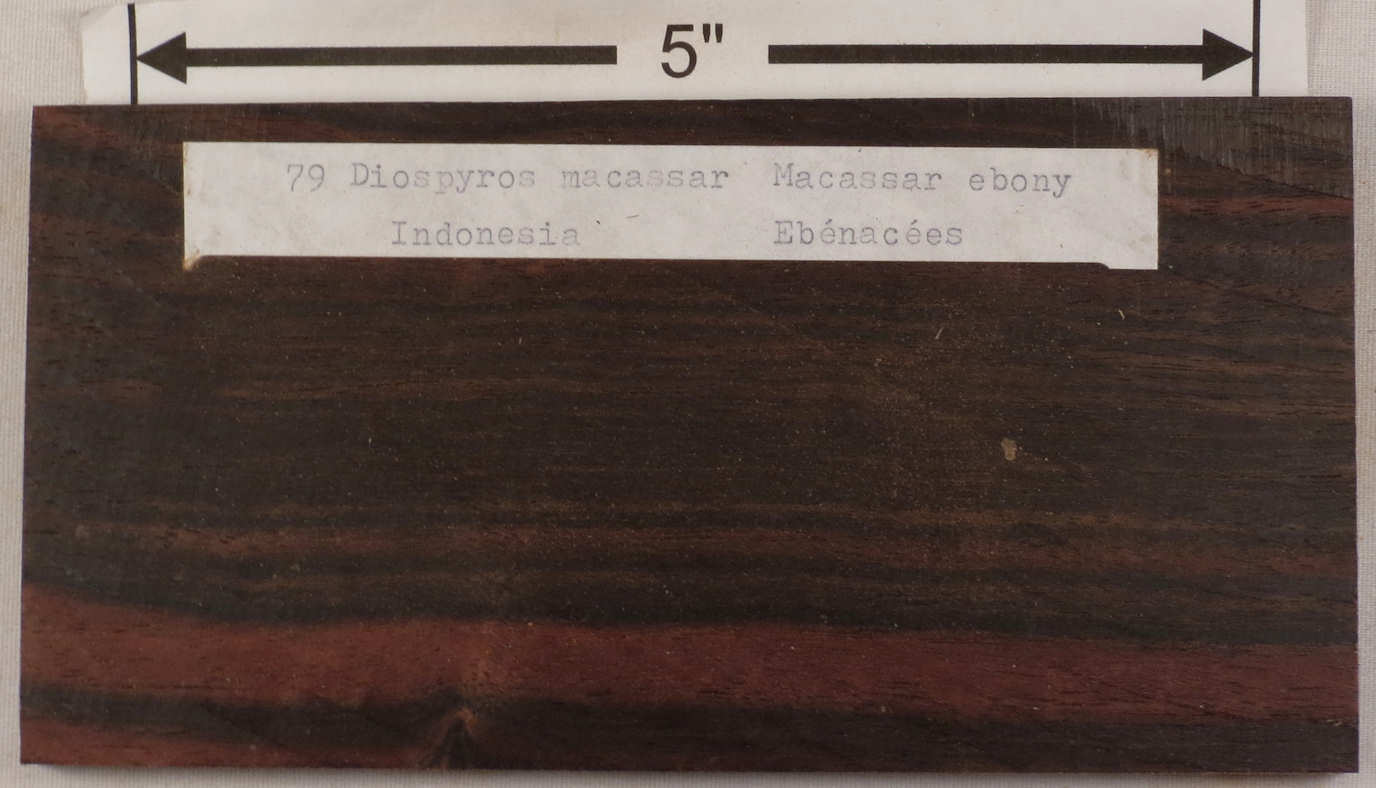 5"
79 Diospyros macassar Macassar ebony
Indonesia Ebénacées